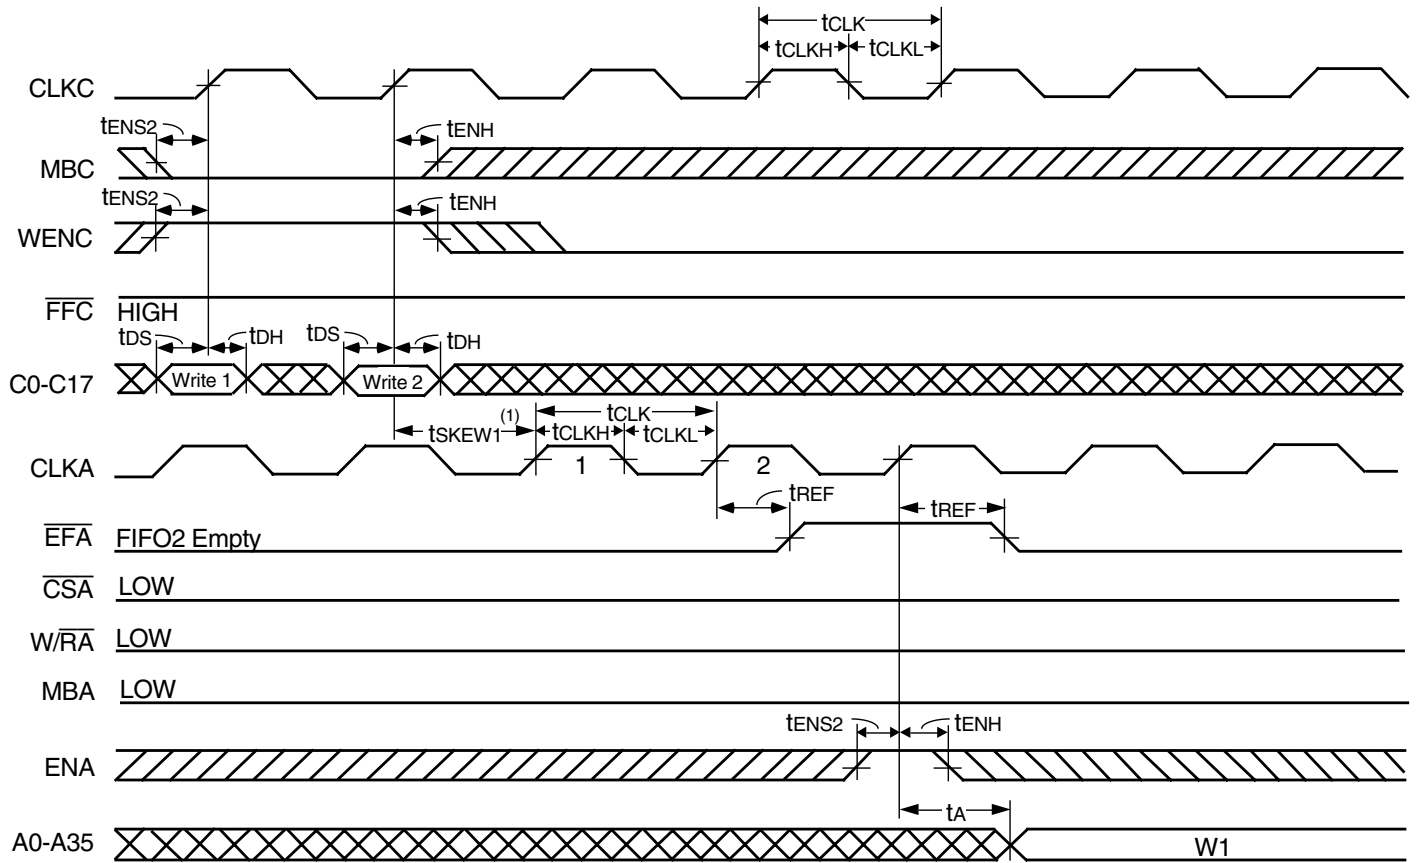 tCLK
tCLKH tCLKL
CLKC
tENS2 tENH
MBC
tENS2 tENH
WENC
FFC HIGH
tDS tDH tDS tDH
C0-C17 Write 1 Write 2
tSKEW1(1) tCLK
tCLKH tCLKL
CLKA 1 2
tREF tREF
EFA FIFO2 Empty
CSA LOW
W/RA LOW
MBA LOW
tENS2 tENH
ENA
tA
A0-A35 W1